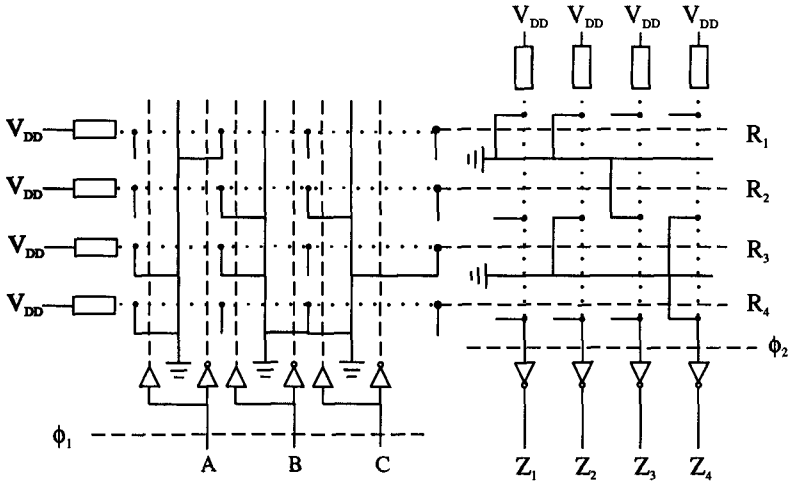 V_DD V_DD V_DD V_DD
V_DD R_1
V_DD R_2
V_DD R_3
V_DD R_4
ϕ_2
ϕ_1
A B C Z_1 Z_2 Z_3 Z_4